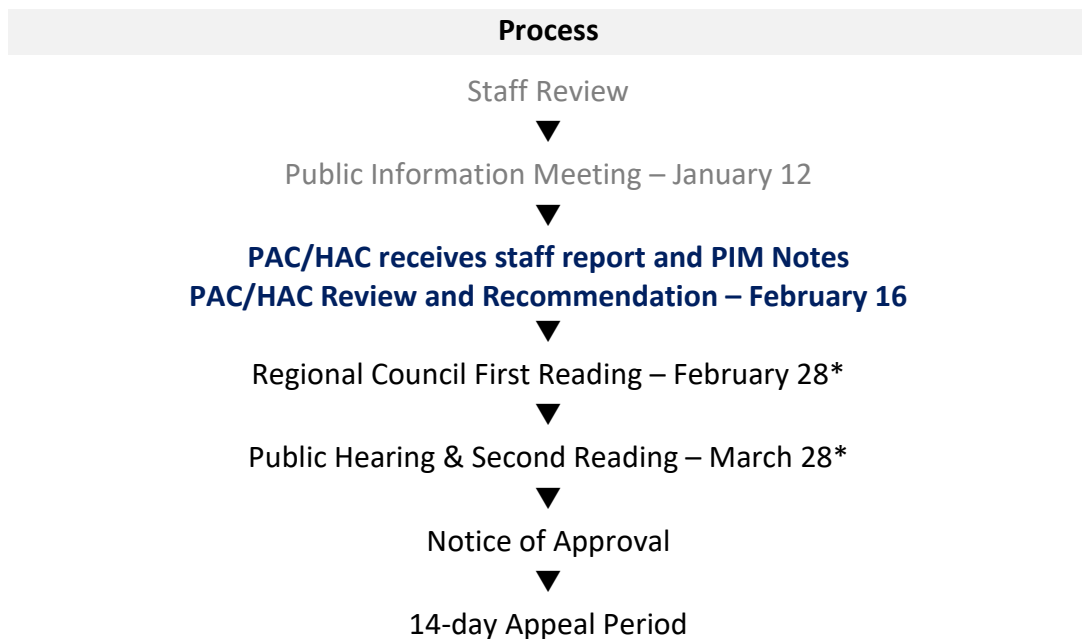 Process
Staff Review
Public Information Meeting – January 12
PAC/HAC receives staff report and PIM Notes
PAC/HAC Review and Recommendation – February 16
Regional Council First Reading – February 28*
Public Hearing & Second Reading – March 28*
Notice of Approval
14-day Appeal Period